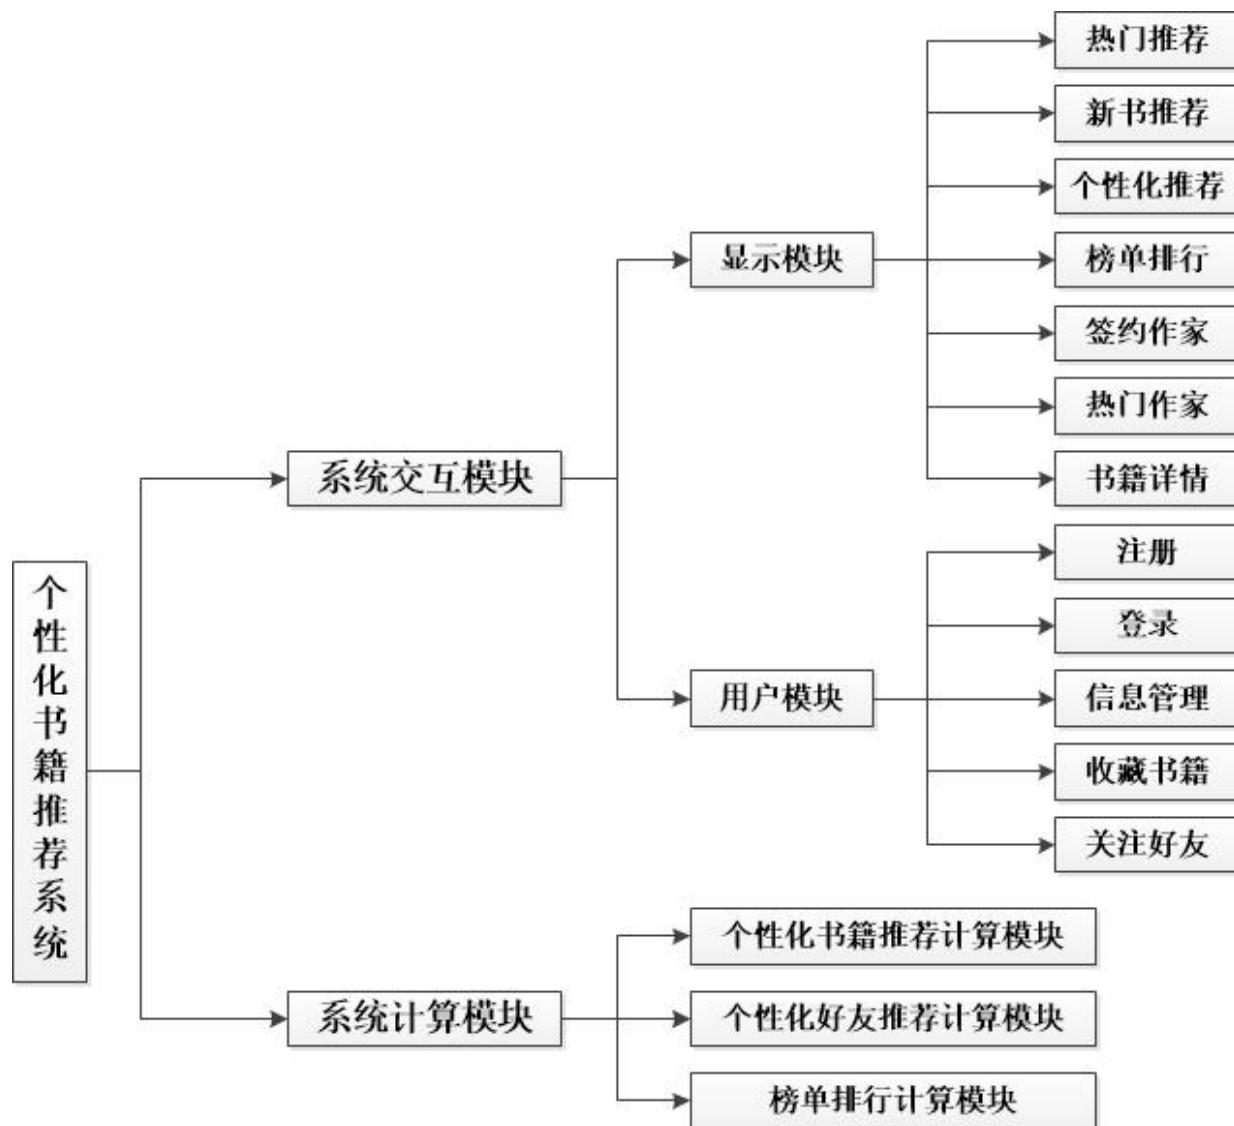 个性化书籍推荐系统
系统交互模块
显示模块
热门推荐
新书推荐
个性化推荐
榜单排行
签约作家
热门作家
书籍详情
用户模块
注册
登录
信息管理
收藏书籍
关注好友
系统计算模块
个性化书籍推荐计算模块
个性化好友推荐计算模块
榜单排行计算模块